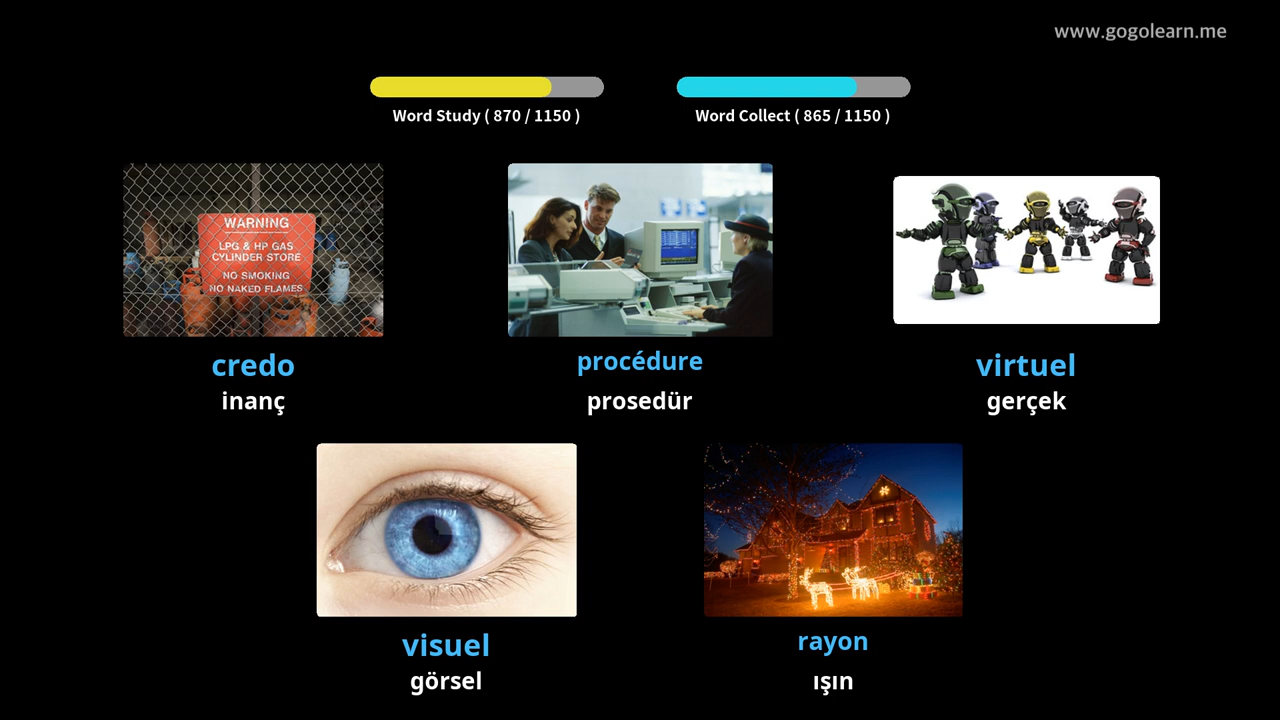 www.gogolearn.me
Word Study ( 870 / 1150 )
Word Collect ( 865 / 1150 )
WARNING
LPG & HP GAS
CYLINDER STORE
NO SMOKING
NO NAKED FLAMES
credo
inanç
procédure
prosedür
virtuel
gerçek
visuel
görsel
rayon
ışın